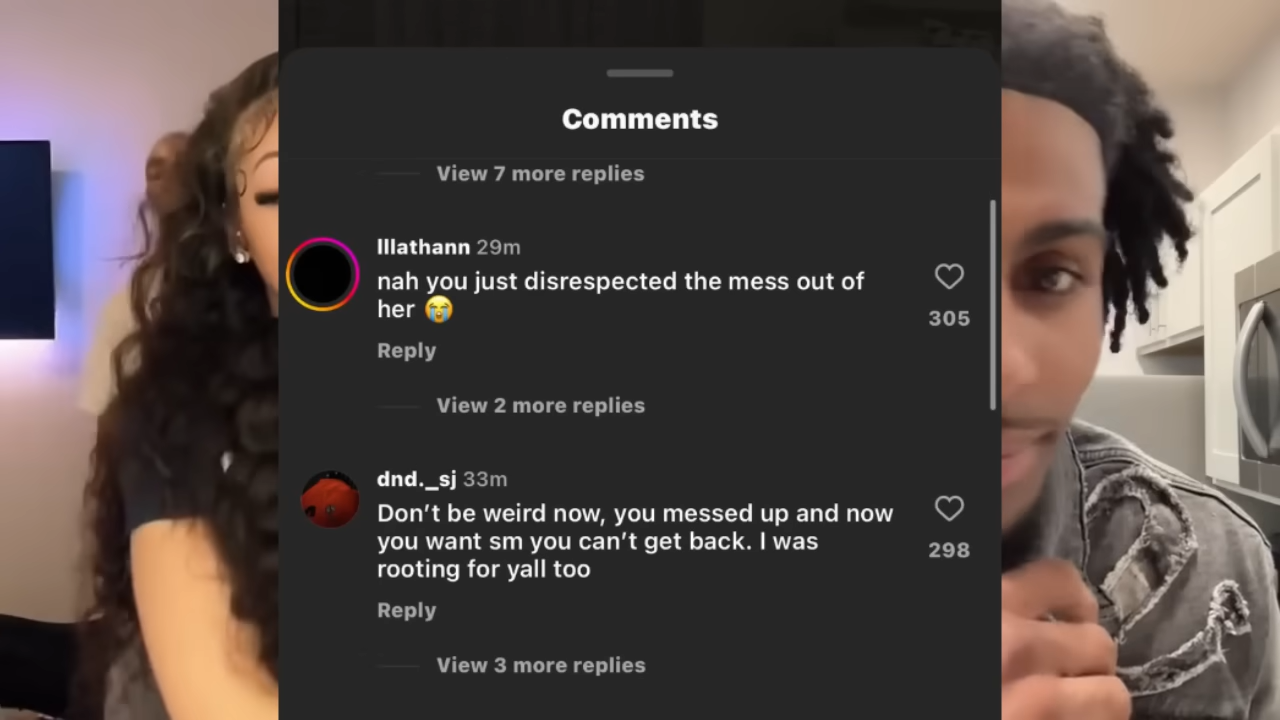 Comments
View 7 more replies
lllathann 29m
nah you just disrespected the mess out of
her 😭
305
Reply
View 2 more replies
dnd._sj 33m
Don’t be weird now, you messed up and now
you want sm you can’t get back. I was
rooting for yall too
298
Reply
View 3 more replies